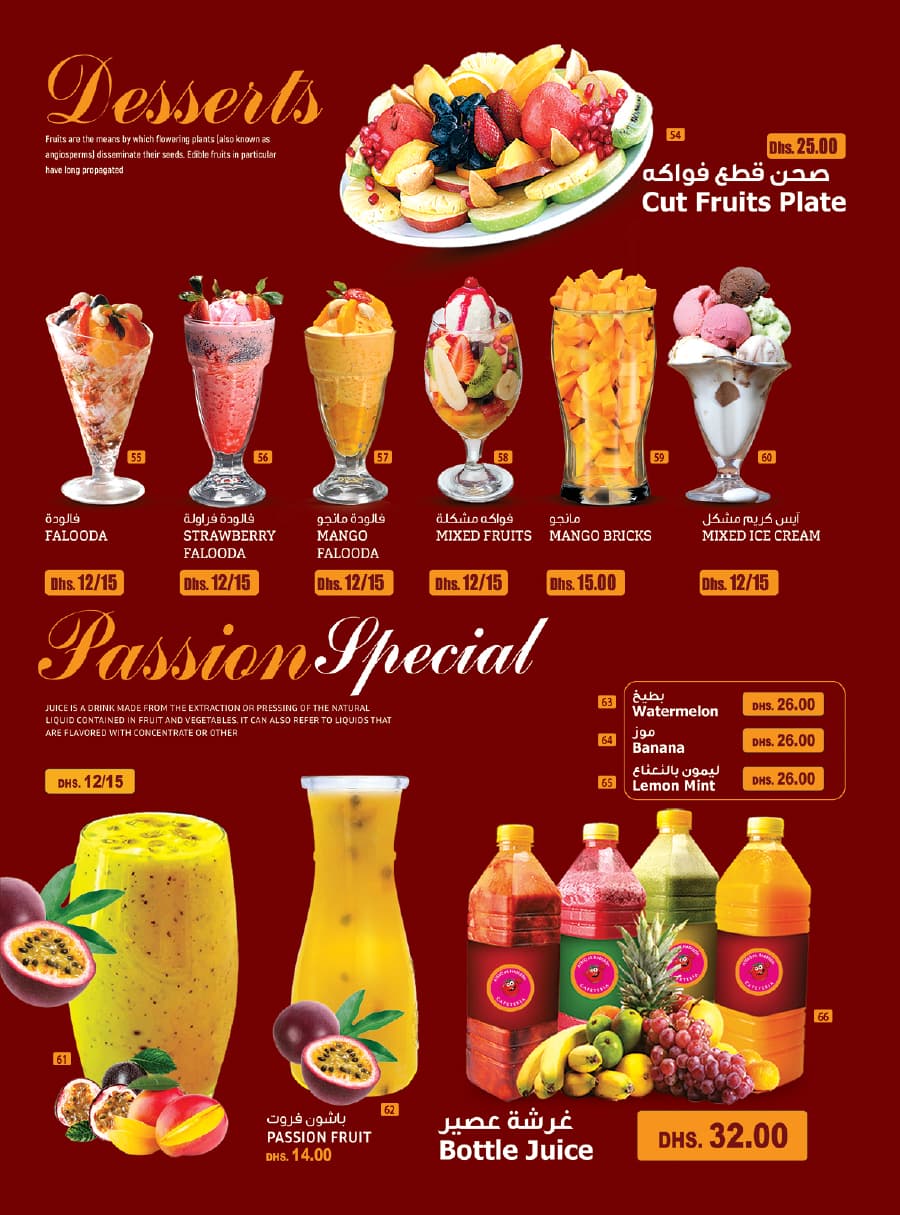 Desserts
Fruits are the means by which flowering plants (also known as
angiosperms) disseminate their seeds, Edible fruits in particular
have long propagated
54
Dhs. 25.00
صحن قطع فواكه
Cut Fruits Plate
55
56
57
58
59
60
فالودة
FALOODA
Dhs. 12/15
فالودة فراولة
STRAWBERRY
FALOODA
Dhs. 12/15
فالودة مانجو
MANGO
FALOODA
Dhs. 12/15
فواكه مشكلة
MIXED FRUITS
Dhs. 12/15
مانجو
MANGO BRICKS
Dhs. 15.00
آيس كريم مشكل
MIXED ICE CREAM
Dhs. 12/15
Passion Special
JUICE IS A DRINK MADE FROM THE EXTRACTION OR PRESSING OF THE NATURAL
LIQUID CONTAINED IN FRUIT AND VEGETABLES. IT CAN ALSO REFER TO LIQUIDS THAT
ARE FLAVORED WITH CONCENTRATE OR OTHER
63
بطيخ
Watermelon
DHS. 26.00
64
موز
Banana
DHS. 26.00
65
ليمون بالنعناع
Lemon Mint
DHS. 26.00
DHS. 12/15
61
62
باشون فروت
PASSION FRUIT
DHS. 14.00
CAFETERIA
CAFETERIA
CAFETERIA
66
غرشة عصير
Bottle Juice
DHS. 32.00